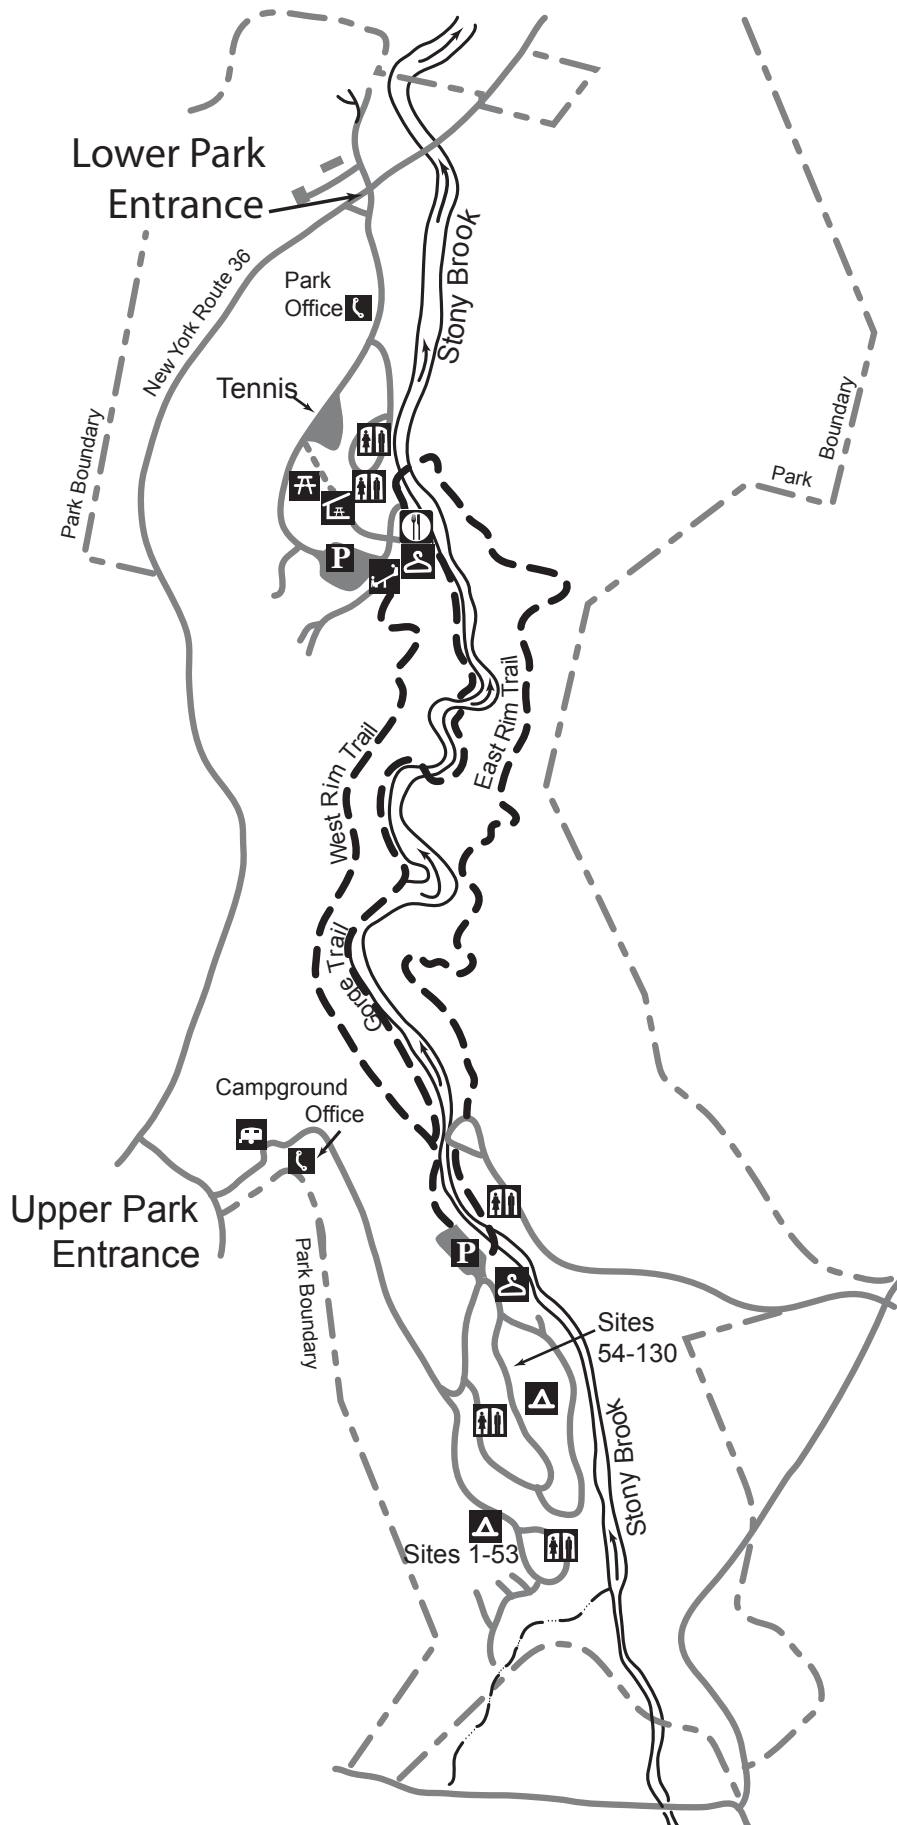 Lower Park
Entrance
New York Route 36
Park
Office
Stony Brook
Tennis
Park Boundary
Park
Boundary
P
East Rim Trail
West Rim Trail
Gorge Trail
Campground
Office
Upper Park
Entrance
Park Boundary
P
Sites
54-130
Stony Brook
Sites 1-53